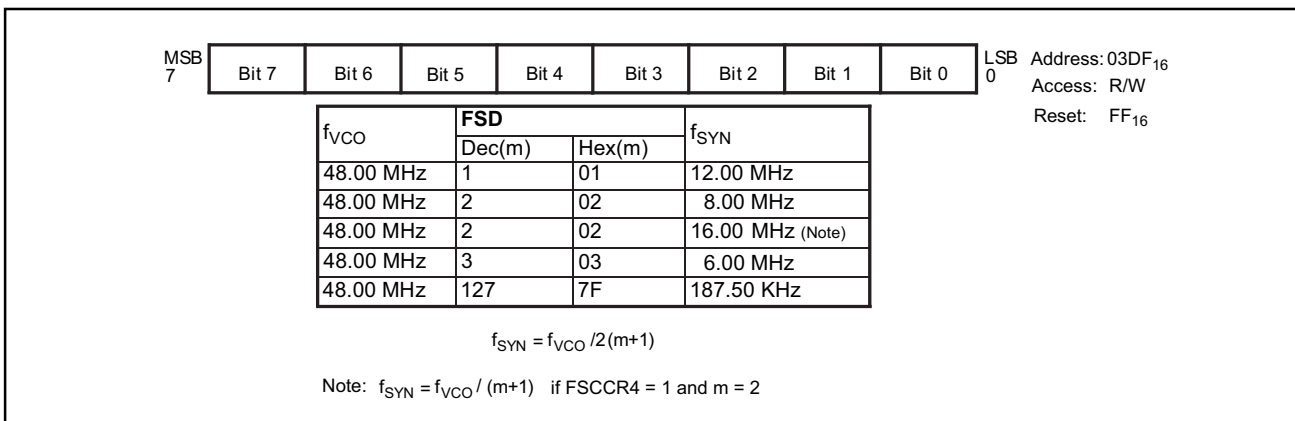 MSB
7 Bit 7 Bit 6 Bit 5 Bit 4 Bit 3 Bit 2 Bit 1 Bit 0 LSB
0
Address: 03DF16
Access: R/W
Reset: FF16
fVCO FSD fSYN
Dec(m) Hex(m)
48.00 MHz 1 01 12.00 MHz
48.00 MHz 2 02 8.00 MHz
48.00 MHz 2 02 16.00 MHz (Note)
48.00 MHz 3 03 6.00 MHz
48.00 MHz 127 7F 187.50 KHz
fSYN = fVCO /2(m+1)
Note: fSYN = fVCO / (m+1) if FSCCR4 = 1 and m = 2